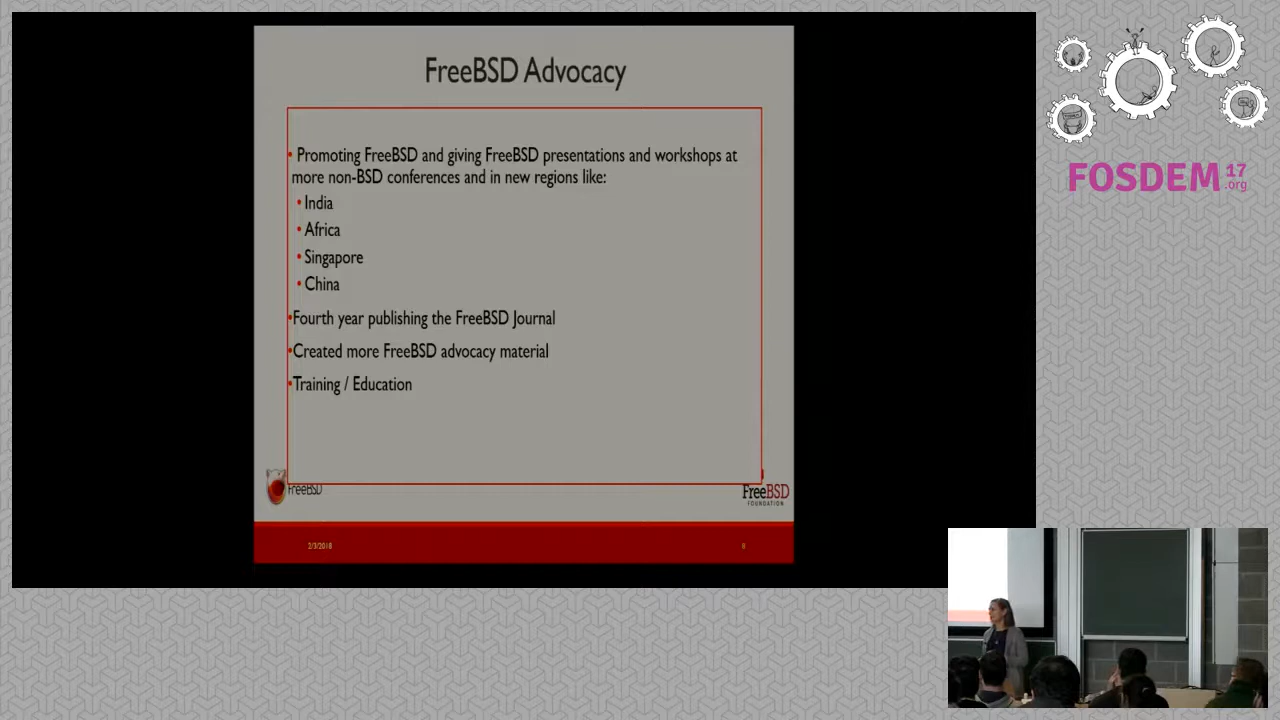 FreeBSD Advocacy
• Promoting FreeBSD and giving FreeBSD presentations and workshops at
more non-BSD conferences and in new regions like:
• India
• Africa
• Singapore
• China
•Fourth year publishing the FreeBSD Journal
•Created more FreeBSD advocacy material
•Training / Education
FreeBSD
FreeBSD
FOUNDATION
2/3/2018
8
FOSDEM 17
.org